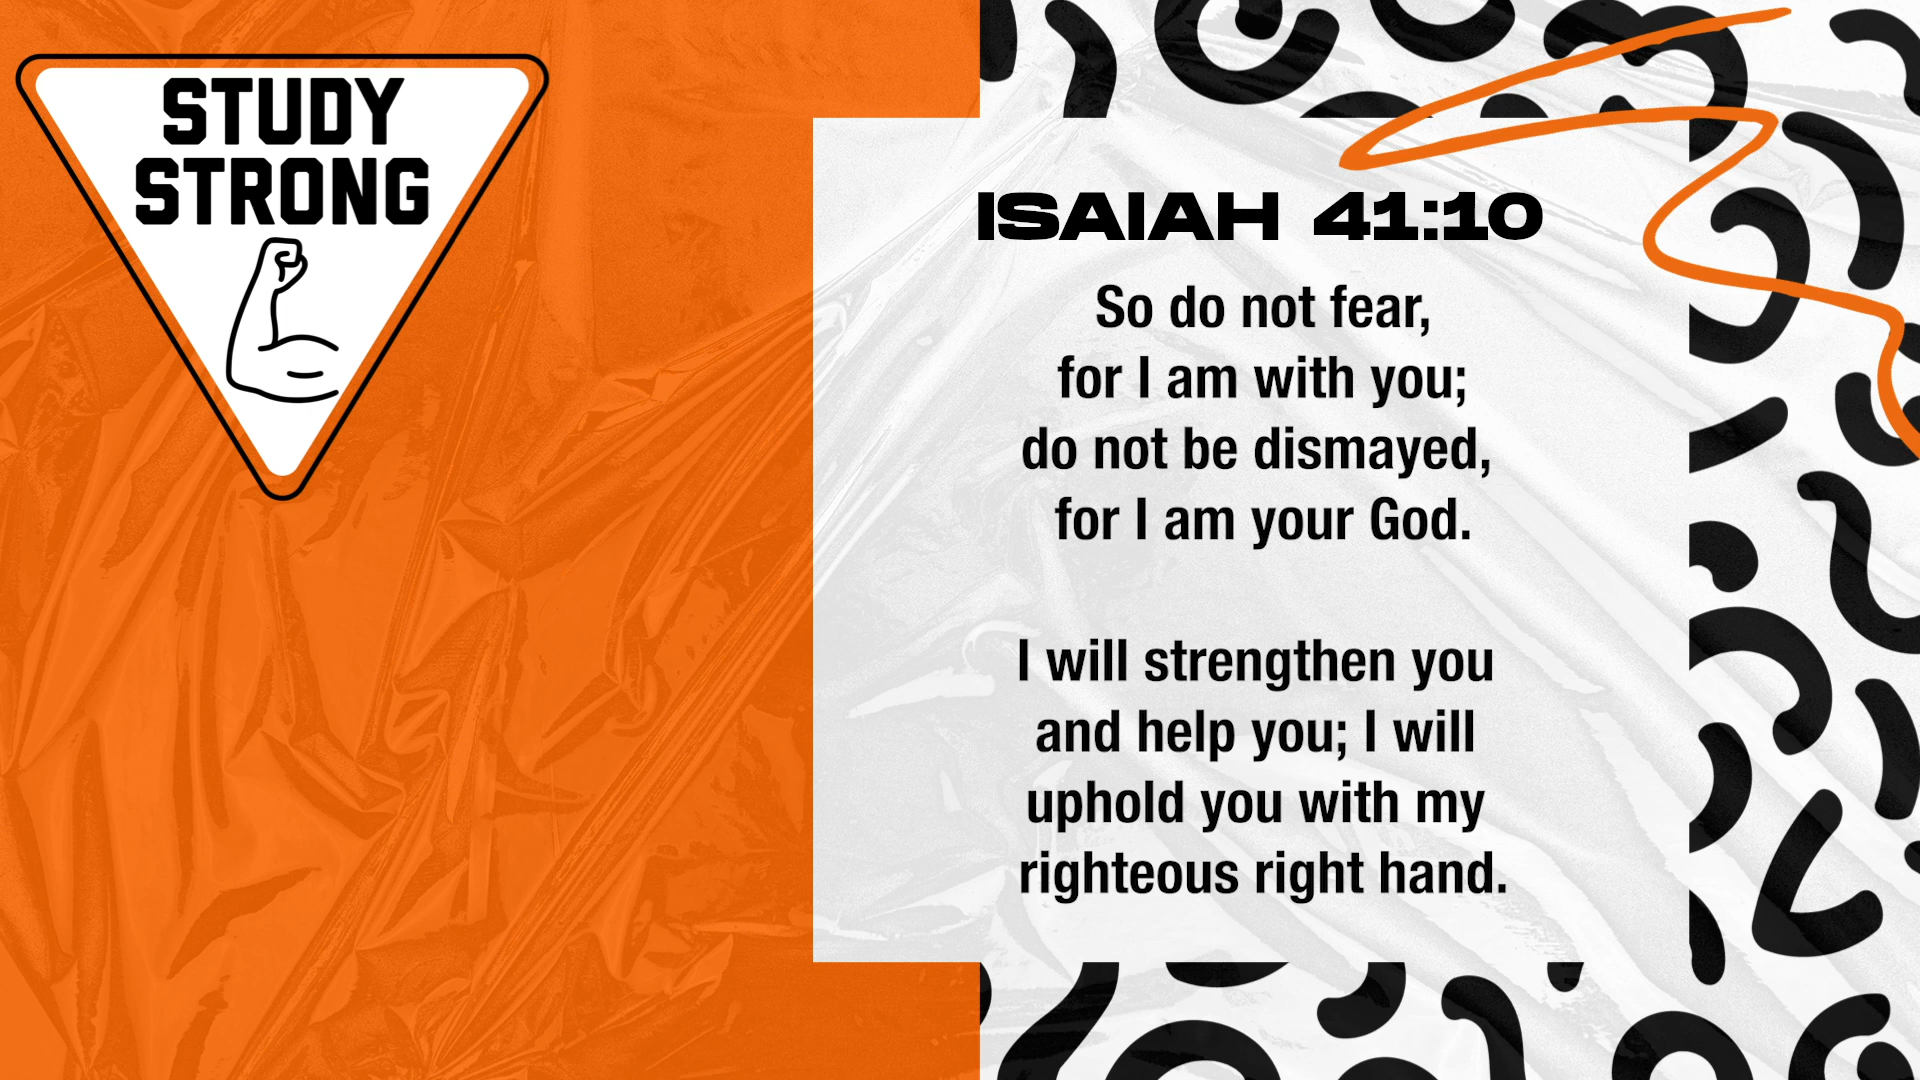 STUDY
STRONG
ISAIAH 41:10
So do not fear,
for I am with you;
do not be dismayed,
for I am your God.
I will strengthen you
and help you; I will
uphold you with my
righteous right hand.